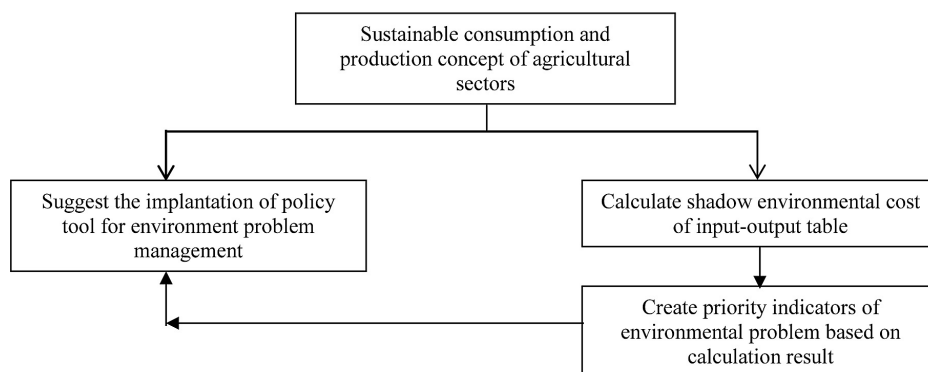 Sustainable consumption and
production concept of agricultural
sectors
Suggest the implantation of policy
tool for environment problem
management
Calculate shadow environmental cost
of input-output table
Create priority indicators of
environmental problem based on
calculation result